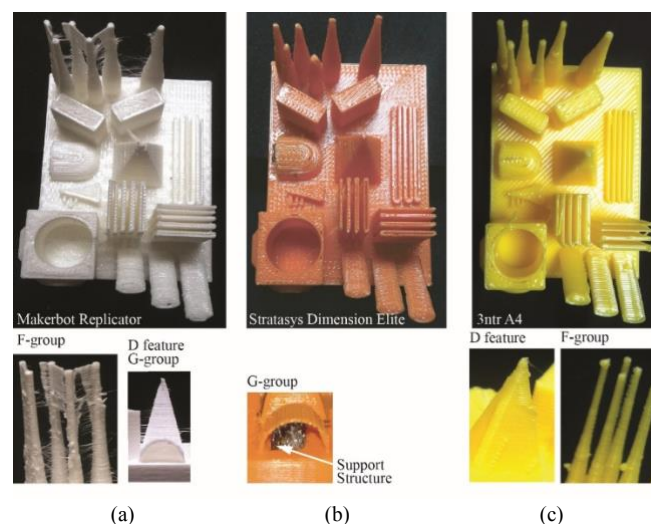 Makerbot Replicator
Stratasys Dimension Elite
3ntr A4
F-group
D feature
G-group
G-group
Support
Structure
D feature
F-group
(a)
(b)
(c)